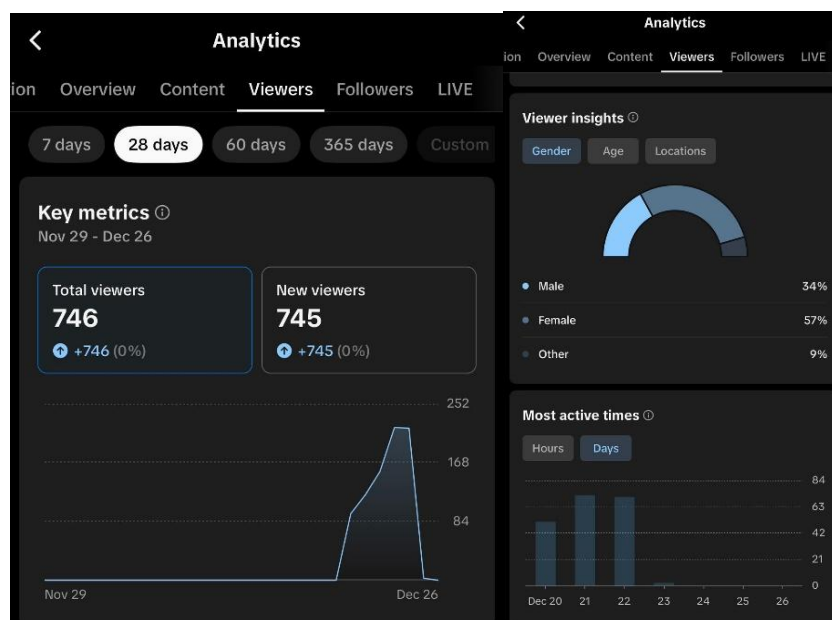 Analytics
ion Overview Content Viewers Followers LIVE
7 days 28 days 60 days 365 days Custom
Key metrics
Nov 29 - Dec 26
Total viewers
746
+746 (0%)
New viewers
745
+745 (0%)
252
168
84
Nov 29 Dec 26
Analytics
ion Overview Content Viewers Followers LIVE
Viewer insights
Gender Age Locations
Male 34%
Female 57%
Other 9%
Most active times
Hours Days
84
63
42
21
0
Dec 20 21 22 23 24 25 26